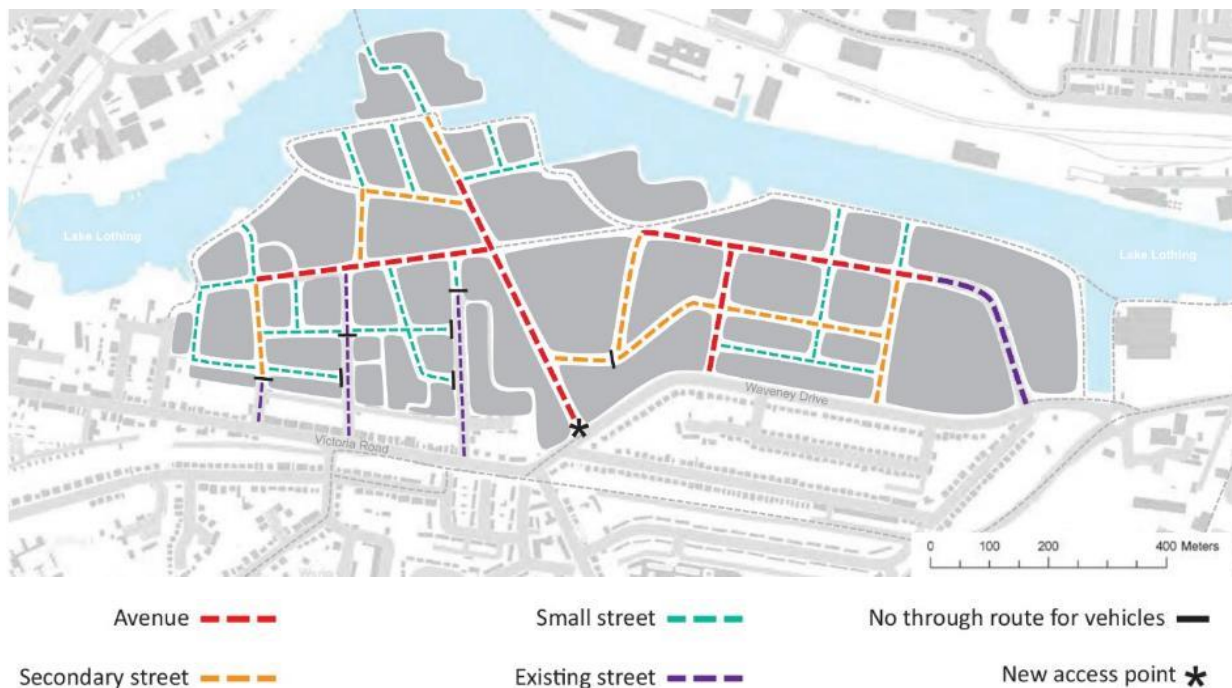 Lake Lothing
Lake Lothing
Waveney Drive
Victoria Road
0 100 200 400 Meters
Avenue
Small street
No through route for vehicles
Secondary street
Existing street
New access point